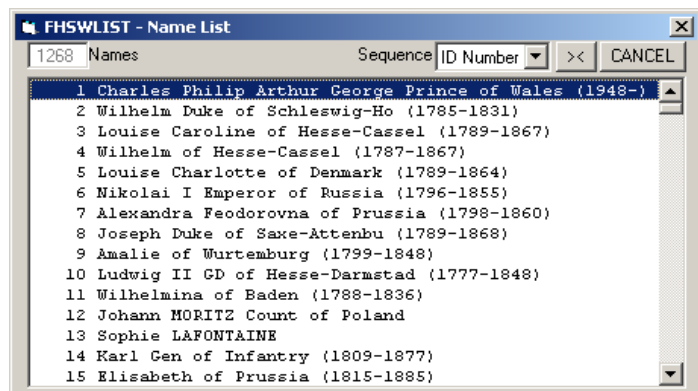 FHSWLIST - Name List
1268 Names Sequence ID Number >< CANCEL
1 Charles Philip Arthur George Prince of Wales (1948-)
2 Wilhelm Duke of Schleswig-Ho (1785-1831)
3 Louise Caroline of Hesse-Cassel (1789-1867)
4 Wilhelm of Hesse-Cassel (1787-1867)
5 Louise Charlotte of Denmark (1789-1864)
6 Nikolai I Emperor of Russia (1796-1855)
7 Alexandra Feodorovna of Prussia (1798-1860)
8 Joseph Duke of Saxe-Attenbu (1789-1868)
9 Amalie of Wurtemburg (1799-1848)
10 Ludwig II GD of Hesse-Darmstad (1777-1848)
11 Wilhelmina of Baden (1788-1836)
12 Johann MORITZ Count of Poland
13 Sophie LAFONTAINE
14 Karl Gen of Infantry (1809-1877)
15 Elisabeth of Prussia (1815-1885)